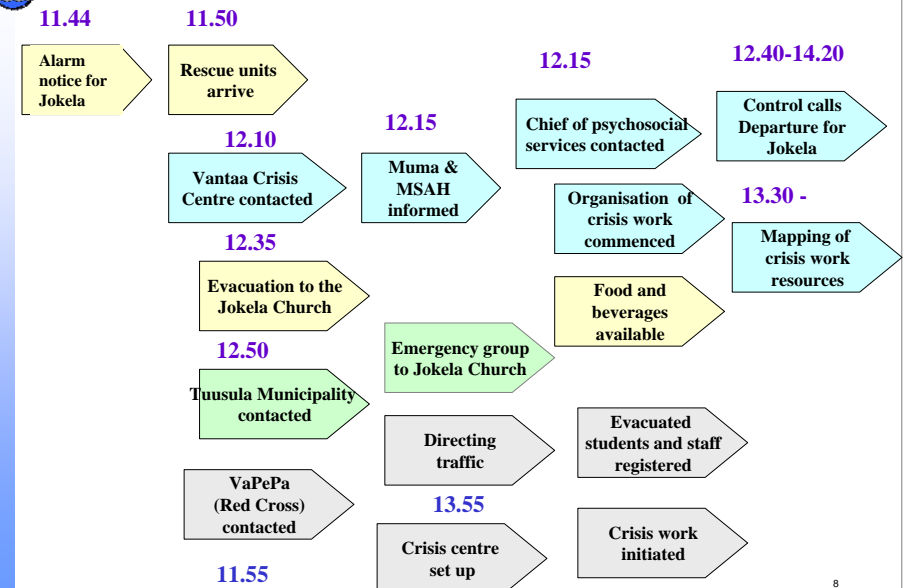 11.44
11.50
Alarm
notice for
Jokela
Rescue units
arrive
12.15
12.40-14.20
Chief of psychosocial
services contacted
Control calls
Departure for
Jokela
12.10
12.15
Vantaa Crisis
Centre contacted
Muma &
MSAH
informed
Organisation of
crisis work
commenced
13.30 -
Mapping of
crisis work
resources
12.35
Evacuation to the
Jokela Church
Food and
beverages
available
12.50
Tuusula Municipality
contacted
Emergency group
to Jokela Church
Directing
traffic
Evacuated
students and staff
registered
VaPePa
(Red Cross)
contacted
13.55
Crisis centre
set up
Crisis work
initiated
11.55
8